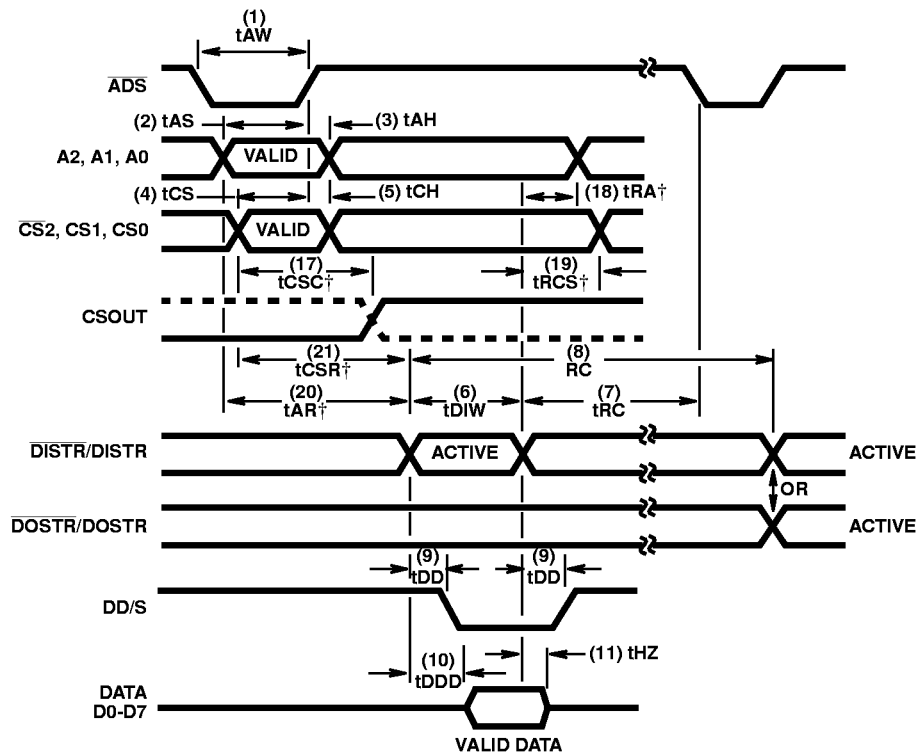 (1)
tAW
ADS
(2) tAS
(3) tAH
A2, A1, A0
VALID
(4) tCS
(5) tCH
(18) tRA†
CS2, CS1, CS0
VALID
(17)
tCSC†
(19)
tRCS†
CSOUT
(21)
tCSR†
(8)
RC
(20)
tAR†
(6)
tDIW
(7)
tRC
DISTR/DISTR
ACTIVE
ACTIVE
OR
DOSTR/DOSTR
ACTIVE
(9)
tDD
(9)
tDD
DD/S
(10)
tDDD
(11) tHZ
DATA
D0-D7
VALID DATA